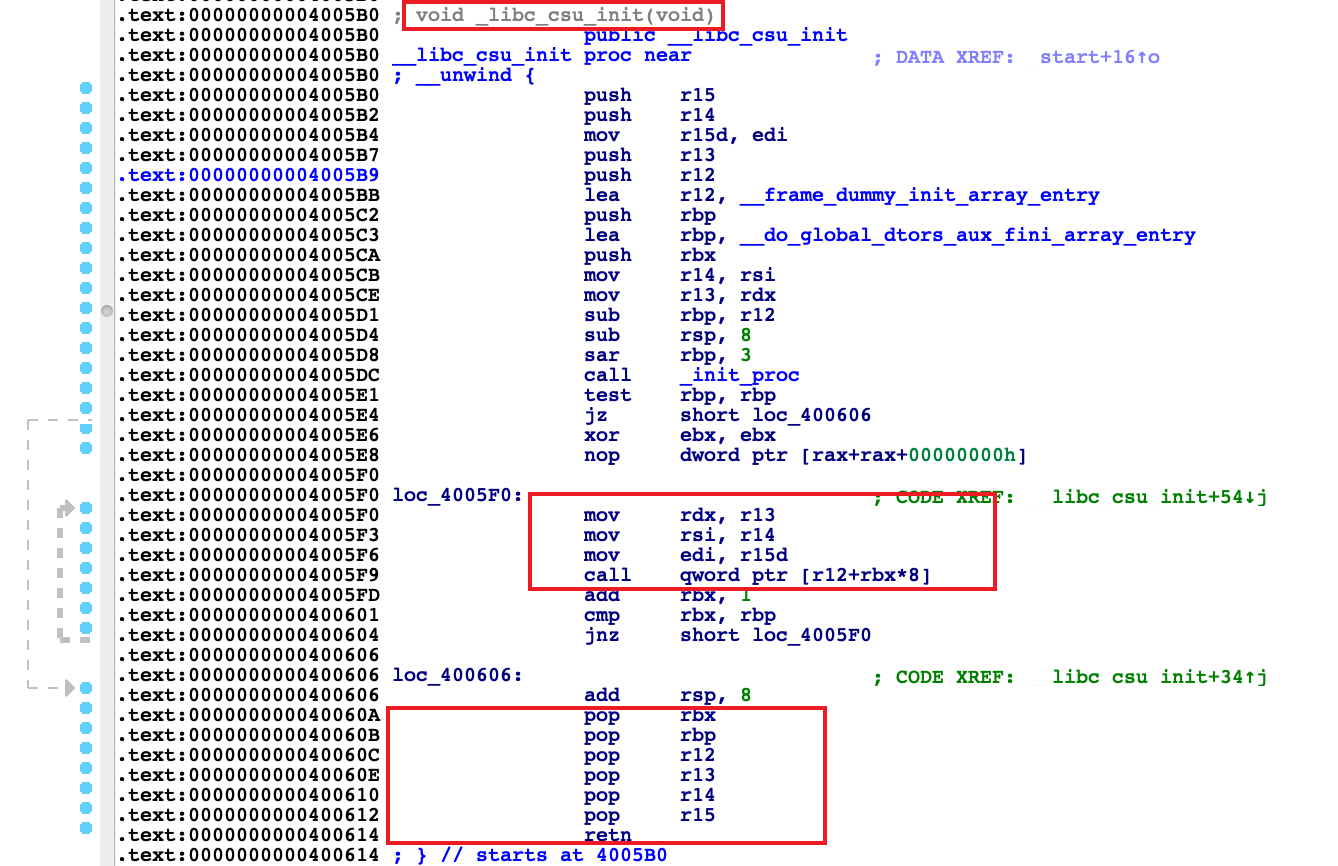 .text:00000000004005B0 ; void _libc_csu_init(void)
.text:00000000004005B0                 public __libc_csu_init
.text:00000000004005B0 __libc_csu_init proc near               ; DATA XREF: start+16↑o
.text:00000000004005B0 ; __unwind {
.text:00000000004005B0                 push    r15
.text:00000000004005B2                 push    r14
.text:00000000004005B4                 mov     r15d, edi
.text:00000000004005B7                 push    r13
.text:00000000004005B9                 push    r12
.text:00000000004005BB                 lea     r12, __frame_dummy_init_array_entry
.text:00000000004005C2                 push    rbp
.text:00000000004005C3                 lea     rbp, __do_global_dtors_aux_fini_array_entry
.text:00000000004005CA                 push    rbx
.text:00000000004005CB                 mov     r14, rsi
.text:00000000004005CE                 mov     r13, rdx
.text:00000000004005D1                 sub     rbp, r12
.text:00000000004005D4                 sub     rsp, 8
.text:00000000004005D8                 sar     rbp, 3
.text:00000000004005DC                 call    _init_proc
.text:00000000004005E1                 test    rbp, rbp
.text:00000000004005E4                 jz      short loc_400606
.text:00000000004005E6                 xor     ebx, ebx
.text:00000000004005E8                 nop     dword ptr [rax+rax+00000000h]
.text:00000000004005F0
.text:00000000004005F0 loc_4005F0:                             ; CODE XREF: libc csu init+54↓j
.text:00000000004005F0                 mov     rdx, r13
.text:00000000004005F3                 mov     rsi, r14
.text:00000000004005F6                 mov     edi, r15d
.text:00000000004005F9                 call    qword ptr [r12+rbx*8]
.text:00000000004005FD                 add     rbx, 1
.text:0000000000400601                 cmp     rbx, rbp
.text:0000000000400604                 jnz     short loc_4005F0
.text:0000000000400606
.text:0000000000400606 loc_400606:                             ; CODE XREF: libc csu init+34↑j
.text:0000000000400606                 add     rsp, 8
.text:000000000040060A                 pop     rbx
.text:000000000040060B                 pop     rbp
.text:000000000040060C                 pop     r12
.text:000000000040060E                 pop     r13
.text:0000000000400610                 pop     r14
.text:0000000000400612                 pop     r15
.text:0000000000400614                 retn
.text:0000000000400614 ; } // starts at 4005B0